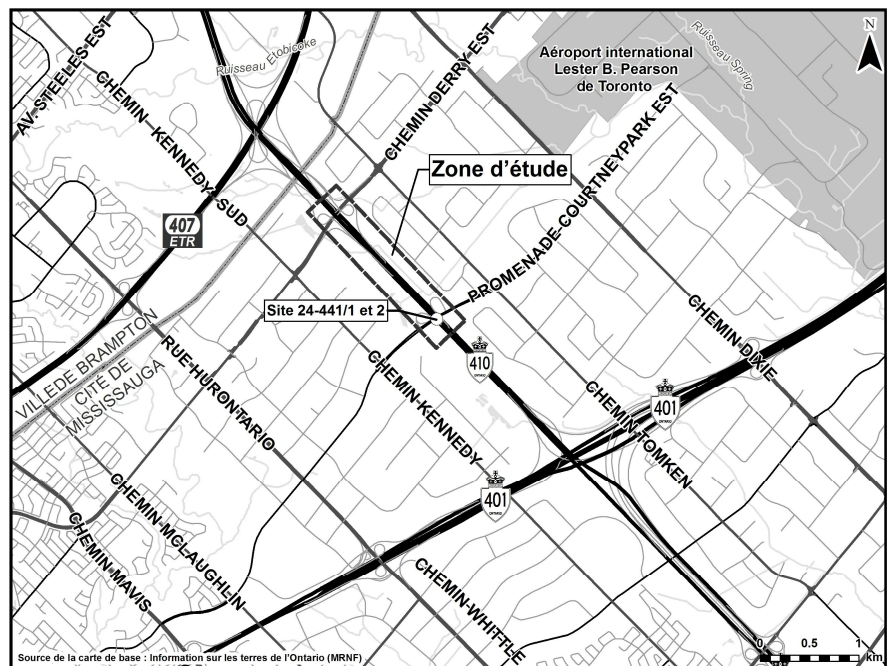 N
Aéroport international
Lester B. Pearson
de Toronto
Ruisseau Spring
Ruisseau Etobicoke
AV. STEELES EST
CHEMIN KENNEDY SUD
CHEMIN DERRY EST
PROMENADE COURTNEYPARK EST
Zone d'étude
407
ETR
Site 24-441/1 et 2
VILLE DE BRAMPTON
CITÉ DE
MISSISSAUGA
RUE HURONTARIO
CHEMIN KENNEDY
410
ONTARIO
CHEMIN DIXIE
CHEMIN TOMKEN
401
ONTARIO
401
ONTARIO
CHEMIN MCLAUGHLIN
CHEMIN MAVIS
CHEMIN WHITTLE
0 0.5 1
km
Source de la carte de base : Information sur les terres de l'Ontario (MRNF)